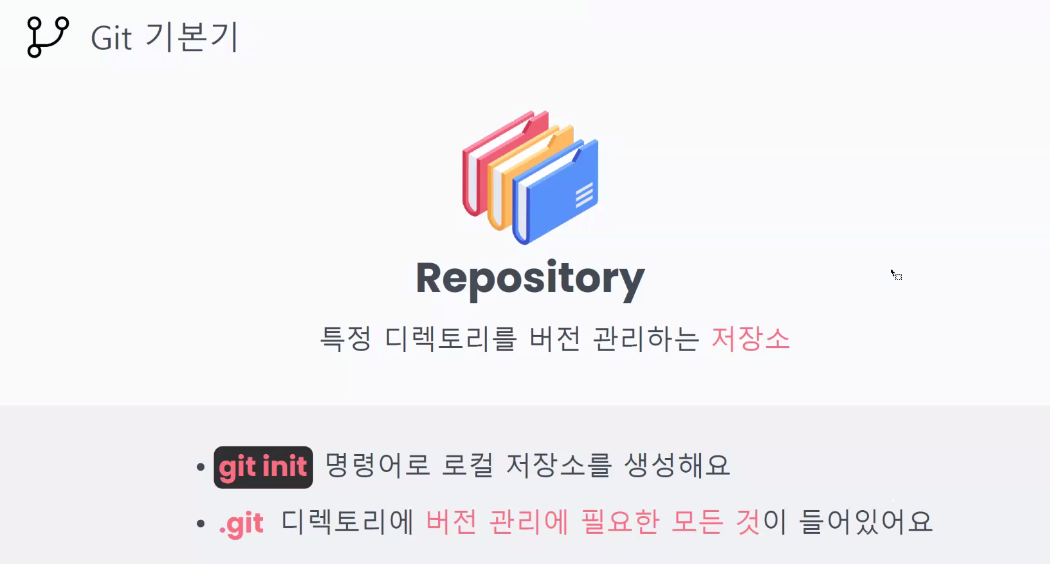 Git 기본기
Repository
특정 디렉토리를 버전 관리하는 저장소
• git init 명령어로 로컬 저장소를 생성해요
• .git 디렉토리에 버전 관리에 필요한 모든 것이 들어있어요